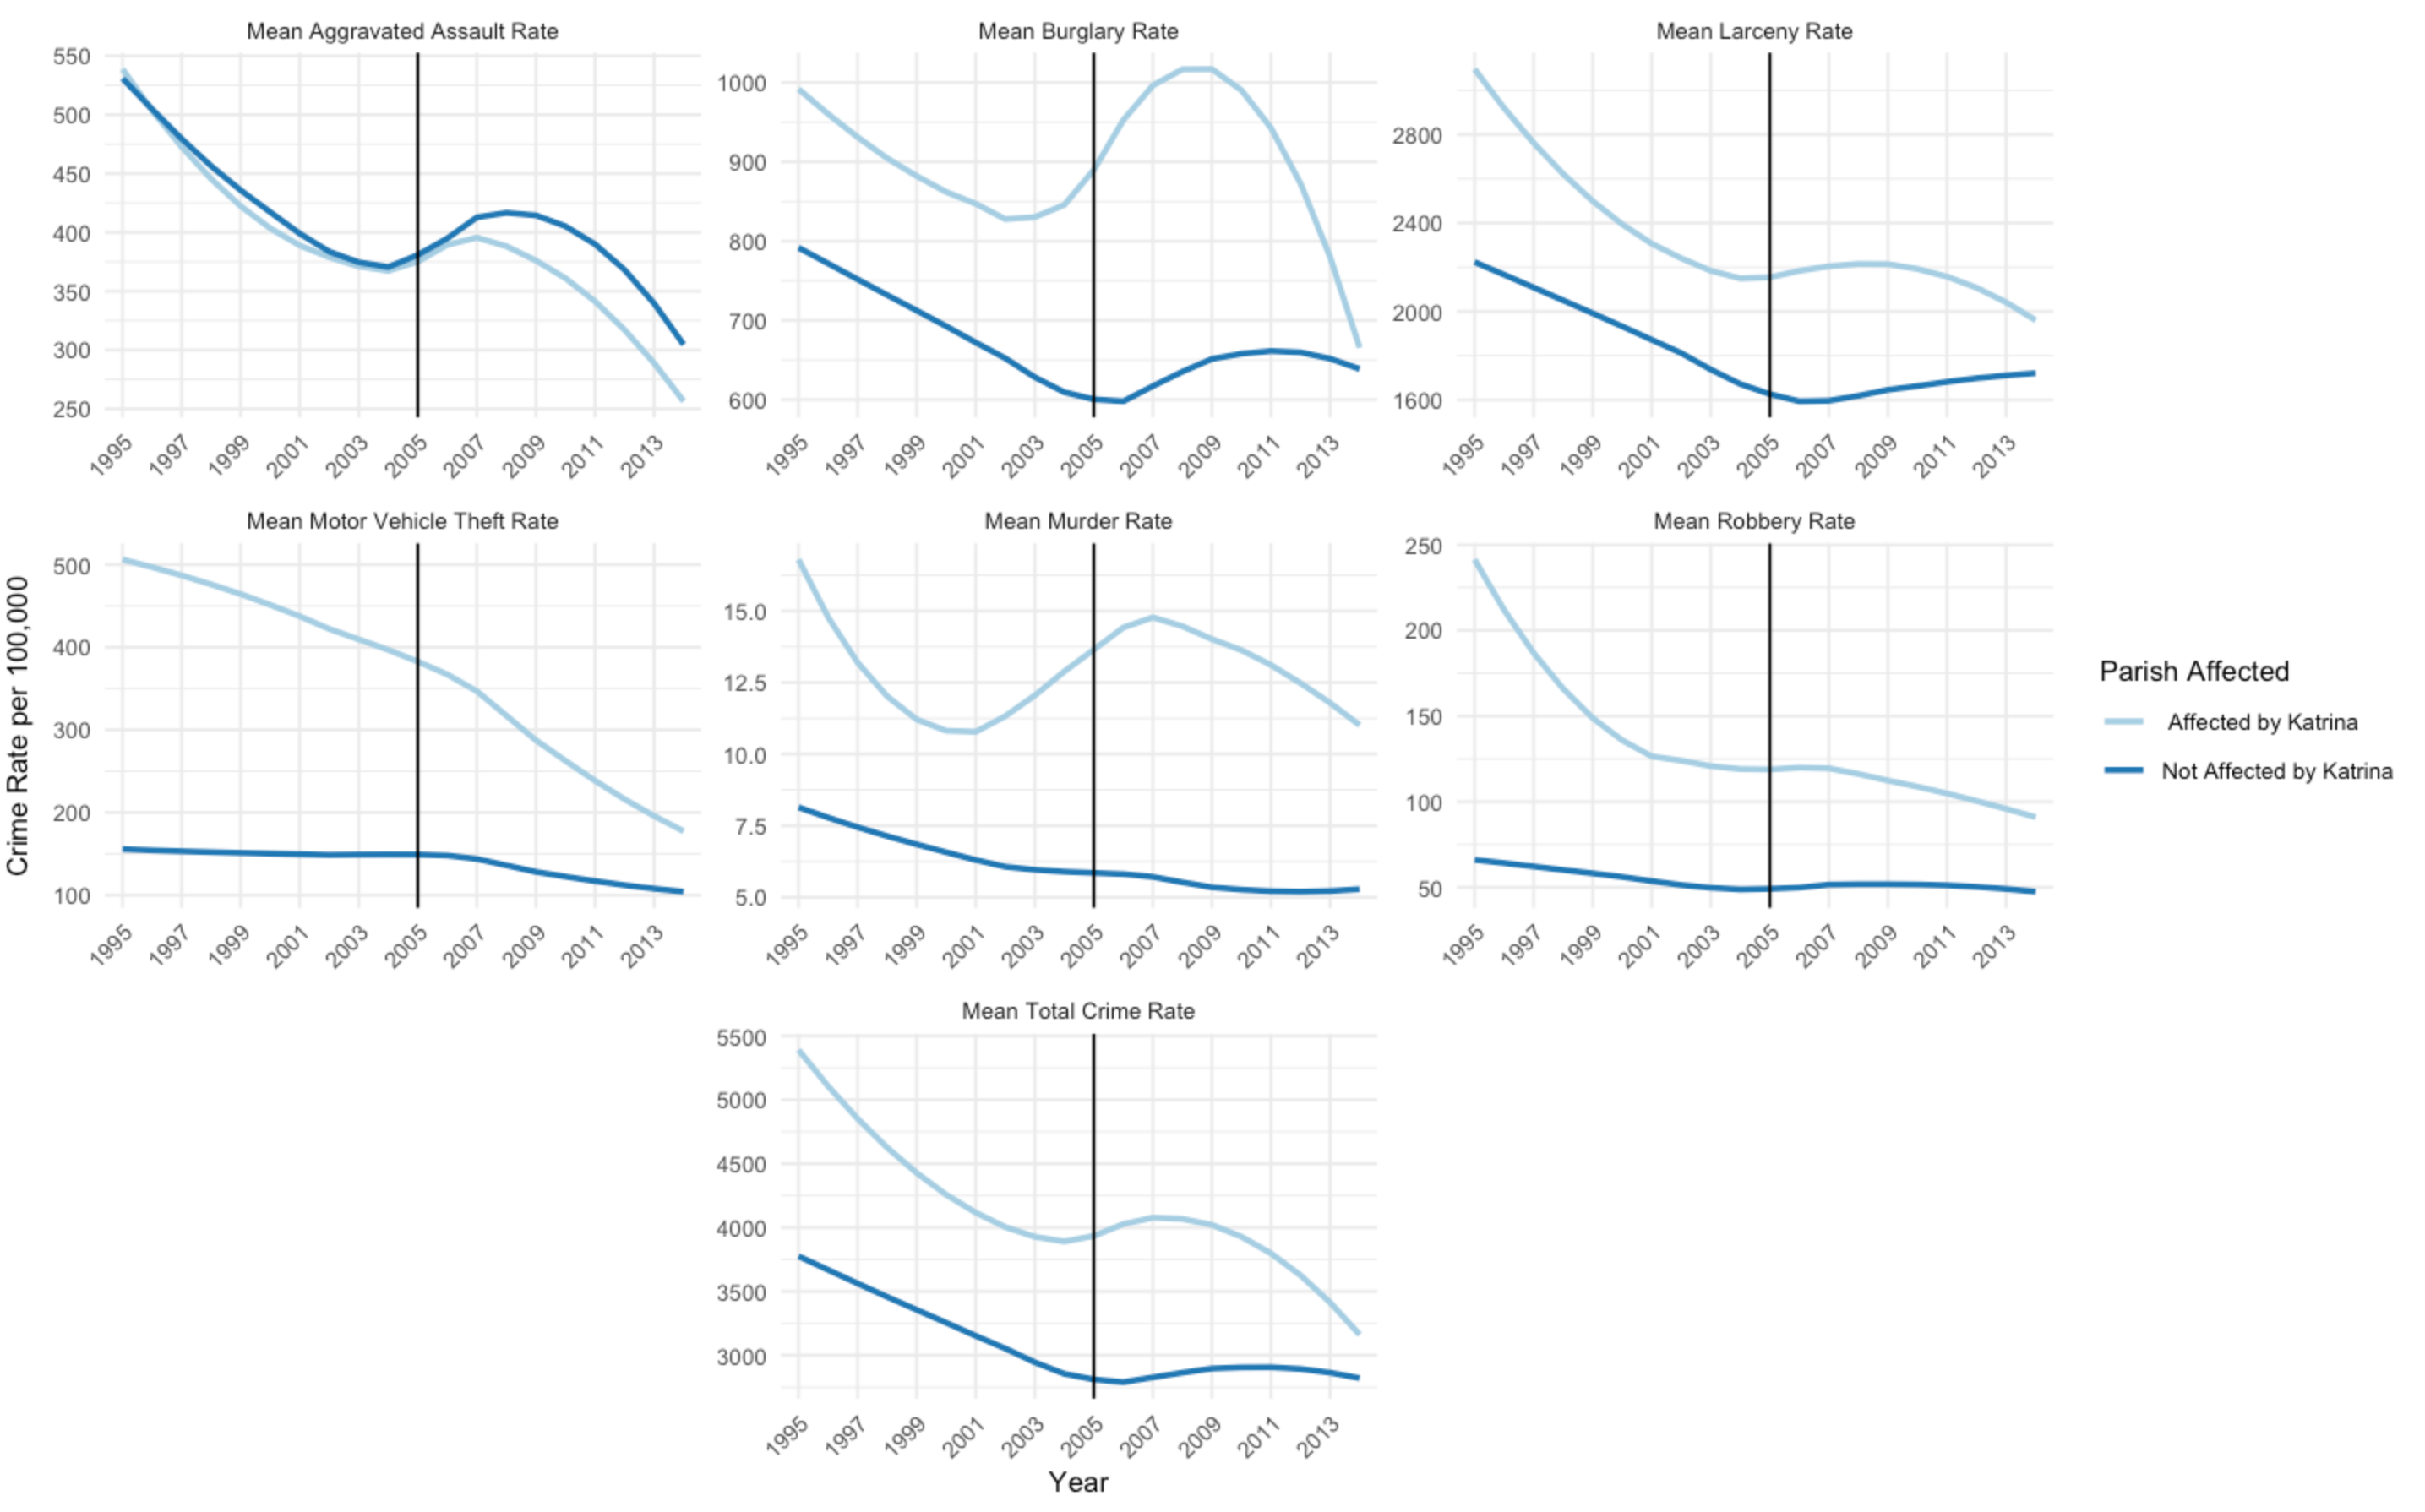 Mean Aggravated Assault Rate
Mean Burglary Rate
Mean Larceny Rate
550
500
450
400
350
300
250
1000
900
800
700
600
2800
2400
2000
1600
1995 1997 1999 2001 2003 2005 2007 2009 2011 2013
1995 1997 1999 2001 2003 2005 2007 2009 2011 2013
1995 1997 1999 2001 2003 2005 2007 2009 2011 2013
Mean Motor Vehicle Theft Rate
Mean Murder Rate
Mean Robbery Rate
Crime Rate per 100,000
500
400
300
200
100
15.0
12.5
10.0
7.5
5.0
250
200
150
100
50
1995 1997 1999 2001 2003 2005 2007 2009 2011 2013
1995 1997 1999 2001 2003 2005 2007 2009 2011 2013
1995 1997 1999 2001 2003 2005 2007 2009 2011 2013
Parish Affected
Affected by Katrina
Not Affected by Katrina
Mean Total Crime Rate
5500
5000
4500
4000
3500
3000
1995 1997 1999 2001 2003 2005 2007 2009 2011 2013
Year